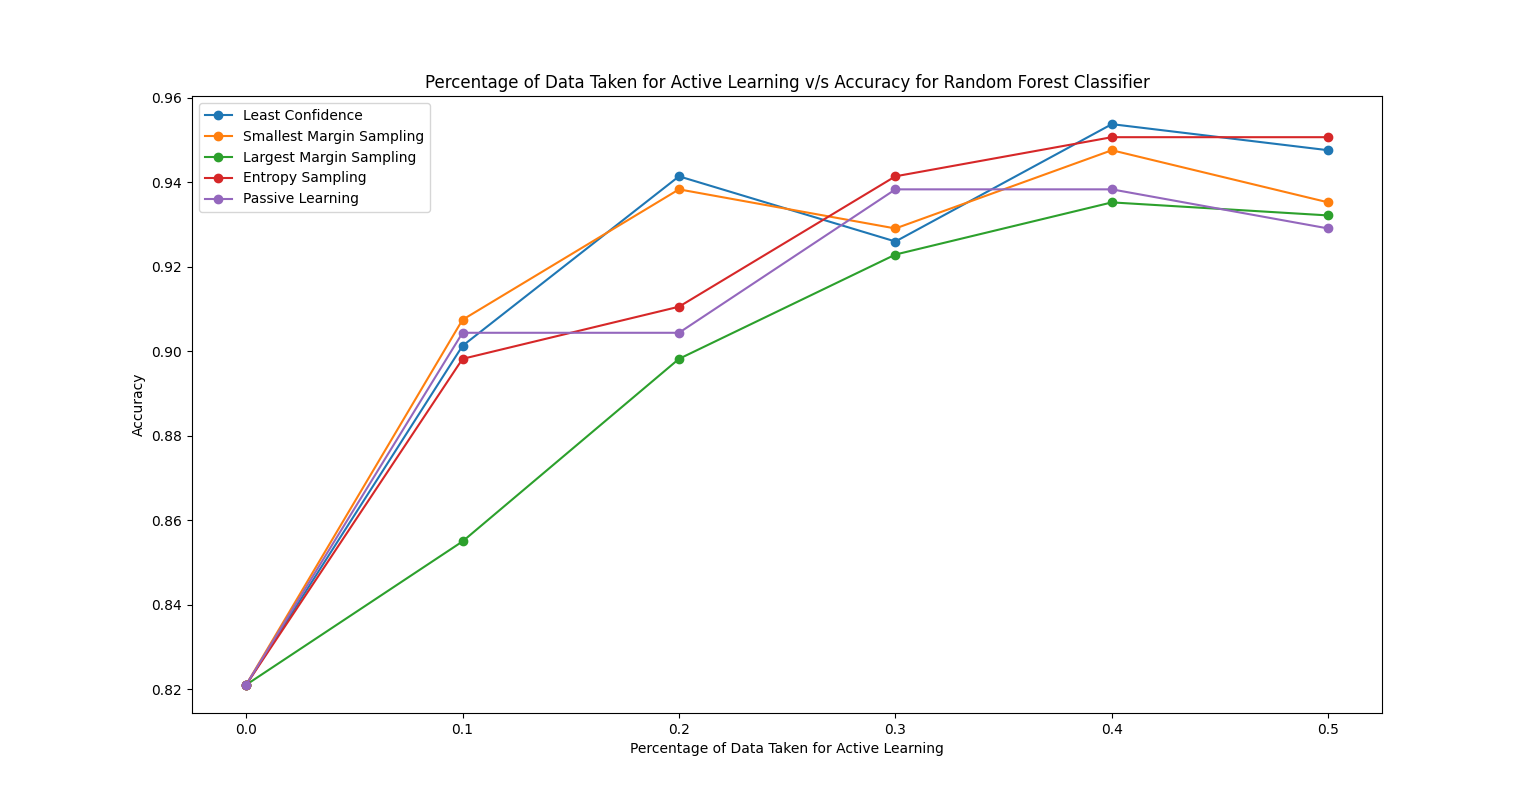 Percentage of Data Taken for Active Learning v/s Accuracy for Random Forest Classifier
Least Confidence
Smallest Margin Sampling
Largest Margin Sampling
Entropy Sampling
Passive Learning
0.96
0.94
0.92
0.90
0.88
0.86
0.84
0.82
Accuracy
0.0 0.1 0.2 0.3 0.4 0.5
Percentage of Data Taken for Active Learning